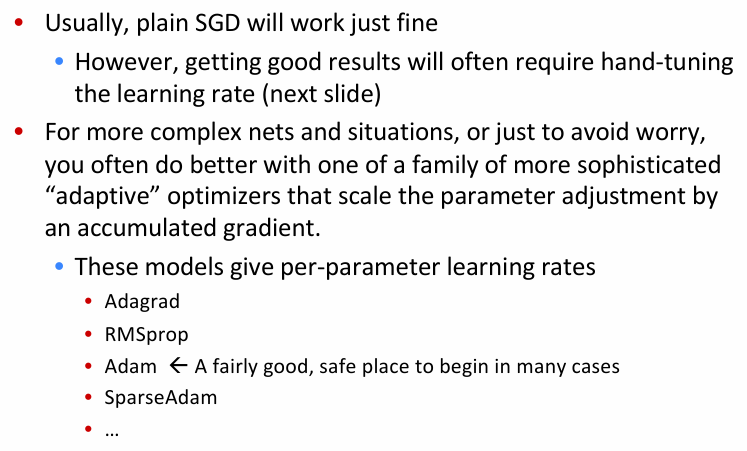 • Usually, plain SGD will work just fine
• However, getting good results will often require hand-tuning
the learning rate (next slide)
• For more complex nets and situations, or just to avoid worry,
you often do better with one of a family of more sophisticated
“adaptive” optimizers that scale the parameter adjustment by
an accumulated gradient.
• These models give per-parameter learning rates
• Adagrad
• RMSprop
• Adam ← A fairly good, safe place to begin in many cases
• SparseAdam
• …